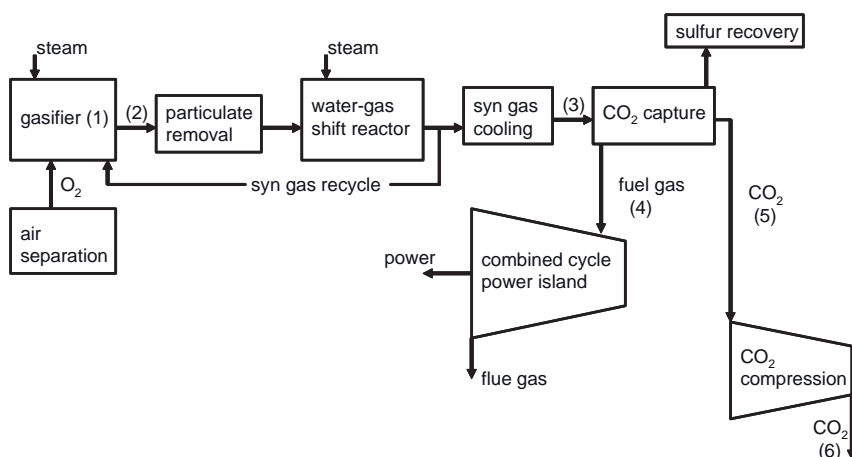 sulfur recovery
steam
steam
gasifier (1)
(2)
particulate
removal
water-gas
shift reactor
syn gas
cooling
(3)
CO₂ capture
O₂
syn gas recycle
fuel gas
(4)
CO₂
(5)
air
separation
power
combined cycle
power island
flue gas
CO₂
compression
CO₂
(6)